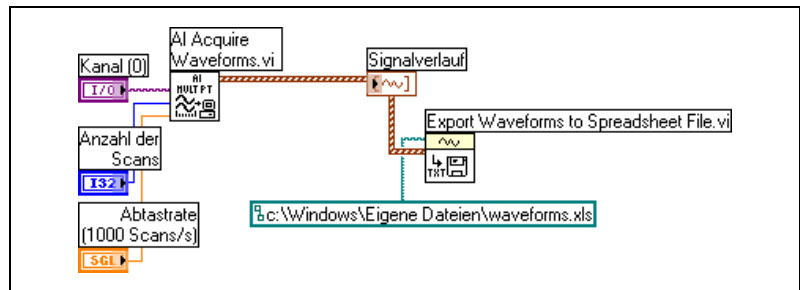 AI Acquire
Waveforms.vi
Kanal (0)
I/O
AI
MULT PT
Signalverlauf
Anzahl der
Scans
I32
Export Waveforms to Spreadsheet File.vi
TXT
Abtastrate
(1000 Scans/s)
SGL
c:\Windows\Eigene Dateien\waveforms.xls